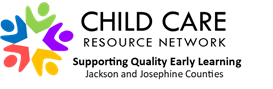 CHILD CARE
RESOURCE NETWORK
Supporting Quality Early Learning
Jackson and Josephine Counties